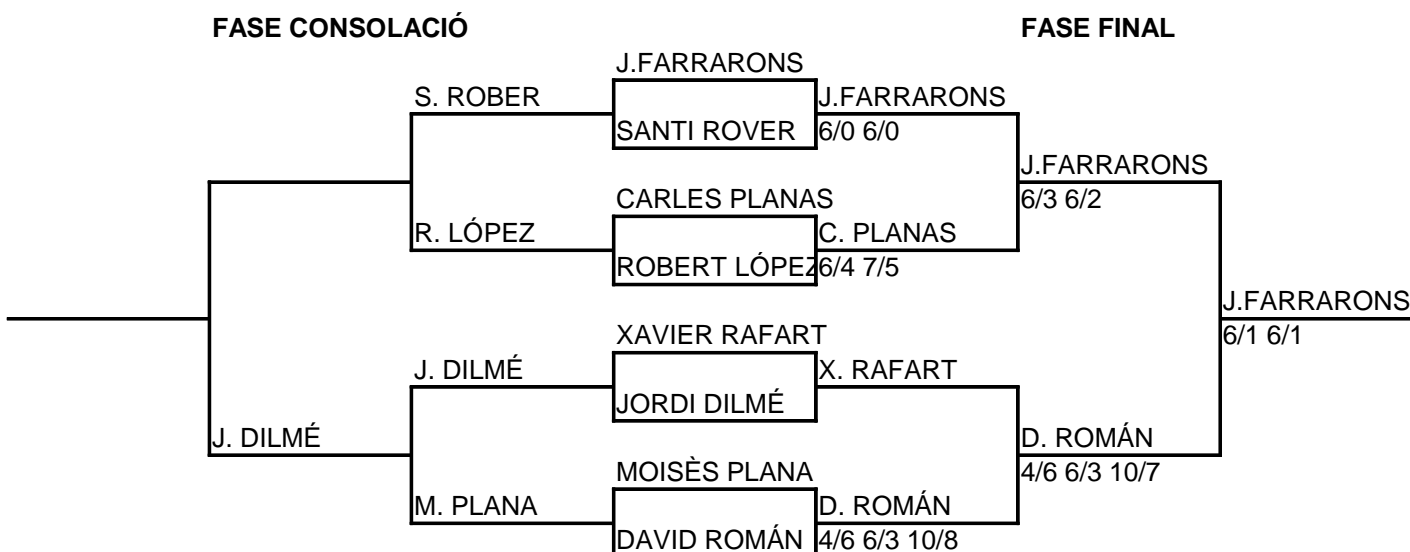 FASE CONSOLACIÓ
FASE FINAL
J.FARRARONS
S. ROBER
J.FARRARONS
SANTI ROVER
6/0 6/0
J.FARRARONS
CARLES PLANAS
6/3 6/2
R. LÓPEZ
C. PLANAS
ROBERT LÓPEZ
6/4 7/5
J.FARRARONS
XAVIER RAFART
6/1 6/1
J. DILMÉ
X. RAFART
JORDI DILMÉ
J. DILMÉ
D. ROMÁN
MOISÈS PLANA
4/6 6/3 10/7
M. PLANA
D. ROMÁN
DAVID ROMÁN
4/6 6/3 10/8